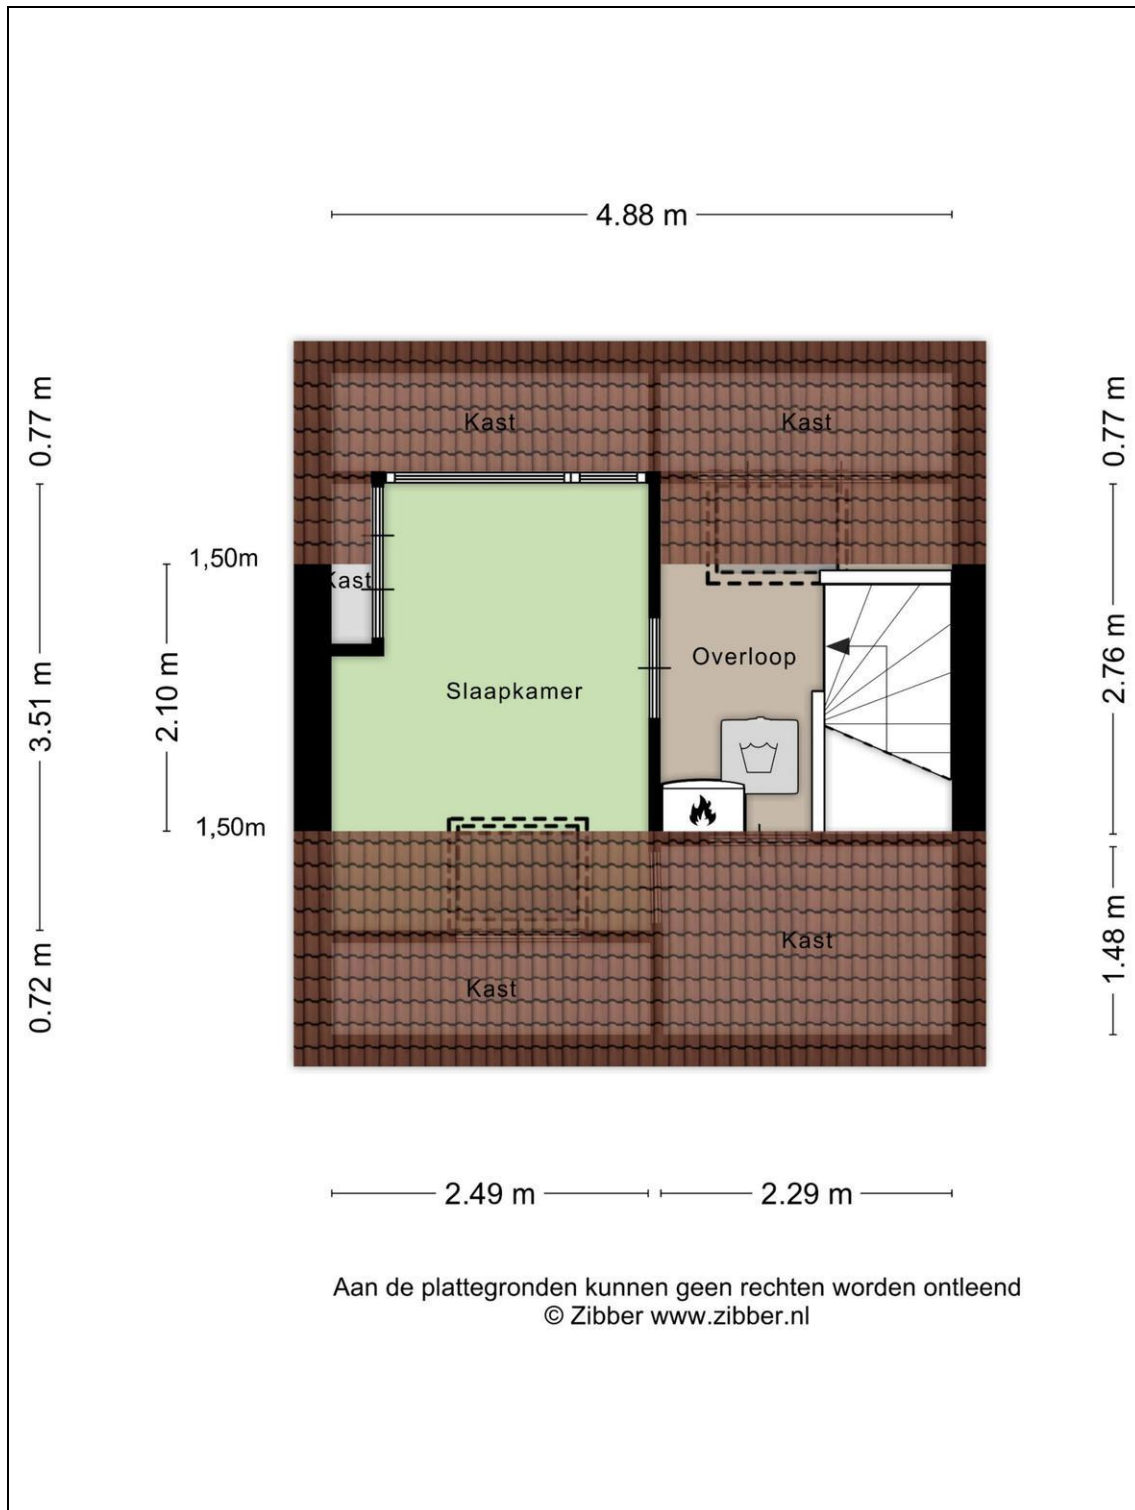 4.88 m
0.77 m
0.77 m
Kast
Kast
1,50m
Kast
Overloop
Slaapkamer
2.76 m
3.51 m
2.10 m
1,50m
Kast
1.48 m
Kast
0.72 m
2.49 m
2.29 m
Aan de plattegronden kunnen geen rechten worden ontleend
© Zibber www.zibber.nl